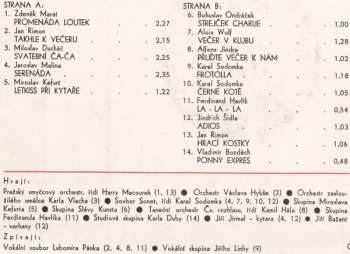 STRANA A:
1. Zdeněk Marat
PROMENÁDA LOUTEK 2,27
2. Jan Rimon
TAKHLE K VEČERU 2,15
3. Miloslav Ducháč
SVATEBNÍ ČA-ČA 2,25
4. Jaroslav Malina
SERENÁDA 2,35
5. Miroslav Kefurt
LETKISS PŘI KYTAŘE 1,22
STRANA B:
6. Bohuslav Ondráček
STREJČEK CHARLIE 1,00
7. Alois Wolf
VEČER V KLUBU 1,28
8. Alfons Jindra
PŘIJĎTE VEČER K NÁM 1,02
9. Karel Sodomka
FROTOLLA 1,18
10. Karel Sodomka
ČERNÉ KOTĚ 1,05
11. Ferdinand Havlík
LA - LA - LA 0,54
12. Jindřich Šidla
ADIOS 1,03
13. Jan Rimon
HRACÍ KOSTKY 1,06
14. Vladimír Bondách
PONNY EXPRES 0,48
Hrají:
Pražský smyčcový orchestr, řídí Harry Macourek (1, 13) ● Orchestr Václava Hybše (2) ● Orchestr zaslou-
žilého umělce Karla Vlacha (3) ● Soubor Sonet, řídí Karel Sodomka (4, 7, 9, 10, 12) ● Skupina Miroslava
Kefurta (5) ● Skupina Slávy Kunsta (6) ● Taneční orchestr Čs. rozhlasu, řídí Kamil Hála (8) ● Skupina
Ferdinanda Havlíka (11) ● Studiová skupina Karla Duby (14) ● Jiří Jirmal - kytara (4, 12) ● Jiří Božant
- varhany (12)
Zpívají:
Vokální soubor Lubomíra Pánka (2, 4, 8, 11) ● Vokální skupina Jiřího Linhy (9)